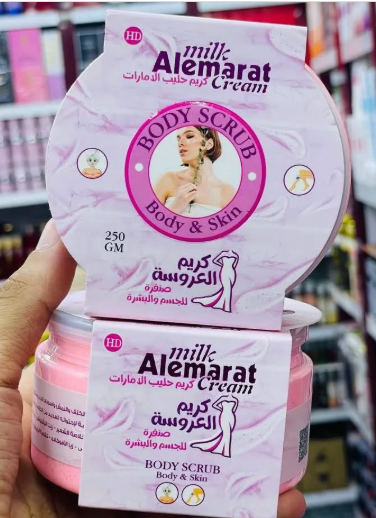 HD
milk
Alemarat
كريم حليب الامارات
Cream
BODY SCRUB
Body & Skin
250
GM
كريم
العروسة
صنفرة
للجسم والبشرة
HD
milk
Alemarat
كريم حليب الامارات
Cream
كريم
العروسة
صنفرة
للجسم والبشرة
BODY SCRUB
Body & Skin